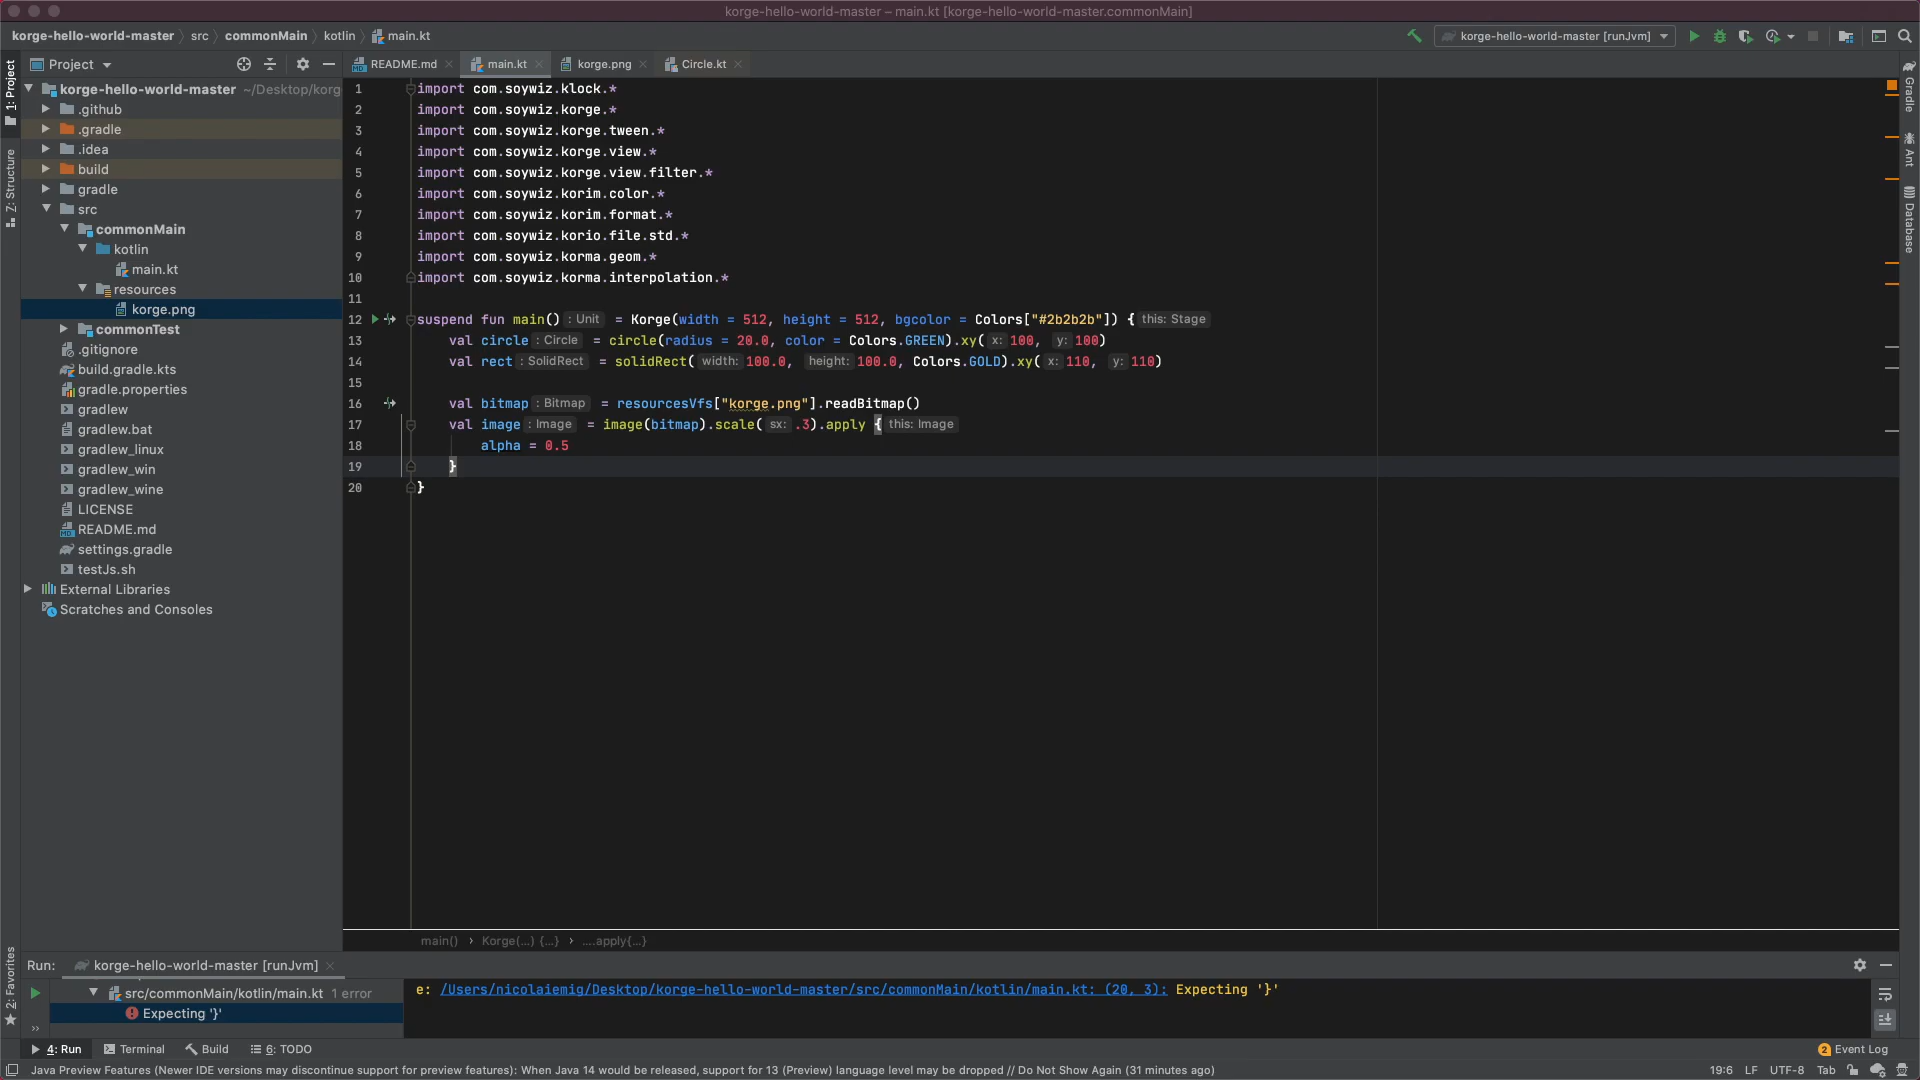 korge-hello-world-master – main.kt [korge-hello-world-master.commonMain]
korge-hello-world-master src commonMain kotlin main.kt
korge-hello-world-master [runJvm]
1: Project
Z: Structure
2: Favorites
Project
README.md main.kt korge.png Circle.kt
korge-hello-world-master ~/Desktop/korg
.github
.gradle
.idea
build
gradle
src
commonMain
kotlin
main.kt
resources
korge.png
commonTest
.gitignore
build.gradle.kts
gradle.properties
gradlew
gradlew.bat
gradlew_linux
gradlew_win
gradlew_wine
LICENSE
README.md
settings.gradle
testJs.sh
External Libraries
Scratches and Consoles
1 import com.soywiz.klock.*
2 import com.soywiz.korge.*
3 import com.soywiz.korge.tween.*
4 import com.soywiz.korge.view.*
5 import com.soywiz.korge.view.filter.*
6 import com.soywiz.korim.color.*
7 import com.soywiz.korim.format.*
8 import com.soywiz.korio.file.std.*
9 import com.soywiz.korma.geom.*
10 import com.soywiz.korma.interpolation.*
11
12 suspend fun main() : Unit = Korge(width = 512, height = 512, bgcolor = Colors["#2b2b2b"]) { this: Stage
13 val circle : Circle = circle(radius = 20.0, color = Colors.GREEN).xy( x: 100, y: 100)
14 val rect : SolidRect = solidRect( width: 100.0, height: 100.0, Colors.GOLD).xy( x: 110, y: 110)
15
16 val bitmap : Bitmap = resourcesVfs["korge.png"].readBitmap()
17 val image : Image = image(bitmap).scale( sx: .3).apply { this: Image
18 alpha = 0.5
19 }
20 }
Gradle
Ant
Database
main() › Korge(...) {...} › ....apply{...}
Run: korge-hello-world-master [runJvm]
src/commonMain/kotlin/main.kt 1 error
Expecting '}'
e: /Users/nicolaiemig/Desktop/korge-hello-world-master/src/commonMain/kotlin/main.kt: (20, 3): Expecting '}'
4: Run Terminal Build 6: TODO
2 Event Log
Java Preview Features (Newer IDE versions may discontinue support for preview features): When Java 14 would be released, support for 13 (Preview) language level may be dropped // Do Not Show Again (31 minutes ago)
19:6 LF UTF-8 Tab